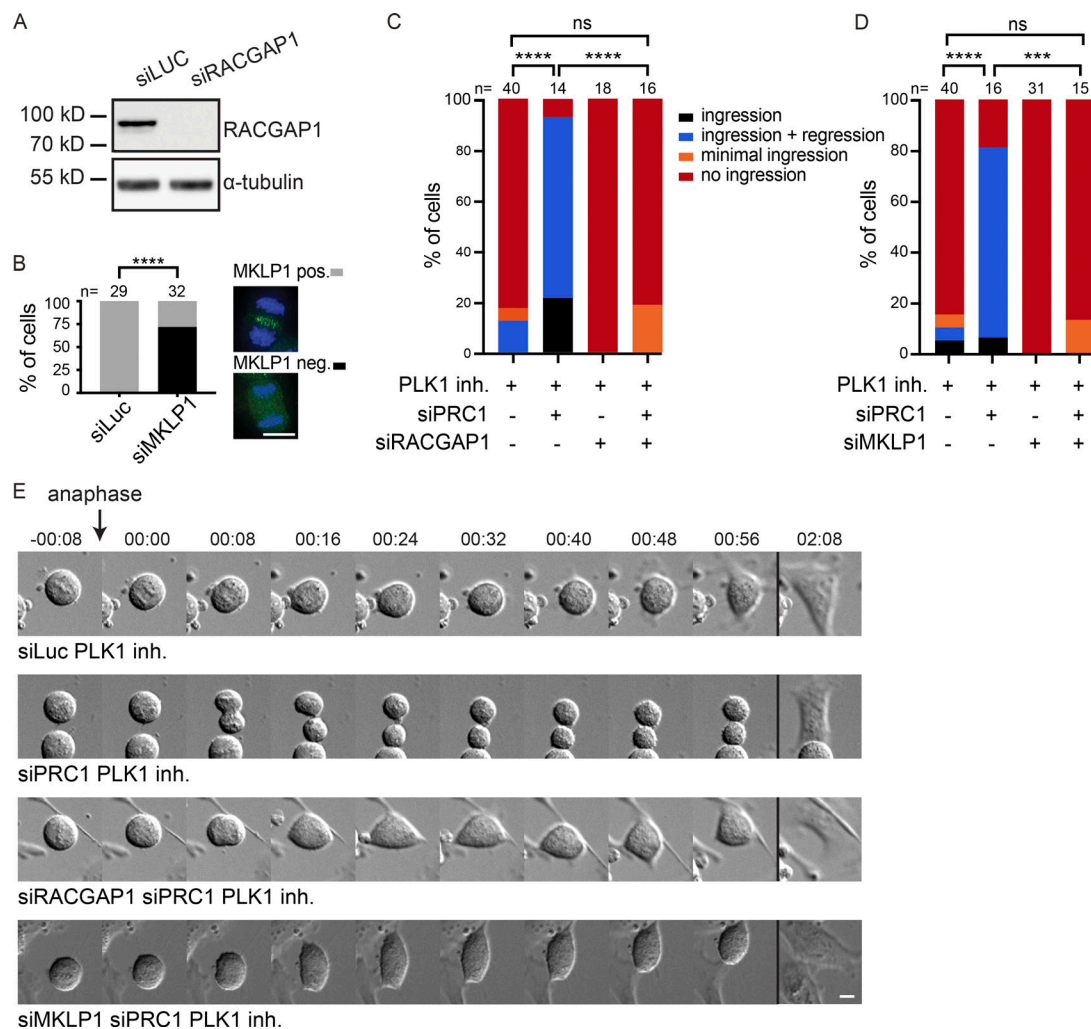 A
siLUC
siRACGAP1
100 kD
70 kD
RACGAP1
55 kD
α-tubulin
B
****
n= 29 32
MKLP1 pos.
MKLP1 neg.
% of cells
100
75
50
25
0
siLuc
siMKLP1
C
ns
**** ****
n= 40 14 18 16
% of cells
100
80
60
40
20
0
PLK1 inh. + + + +
siPRC1 - + - +
siRACGAP1 - - + +
ingression
ingression + regression
minimal ingression
no ingression
D
ns
**** ***
n= 40 16 31 15
% of cells
100
80
60
40
20
0
PLK1 inh. + + + +
siPRC1 - + - +
siMKLP1 - - + +
E
anaphase
-00:08 00:00 00:08 00:16 00:24 00:32 00:40 00:48 00:56 02:08
siLuc PLK1 inh.
siPRC1 PLK1 inh.
siRACGAP1 siPRC1 PLK1 inh.
siMKLP1 siPRC1 PLK1 inh.